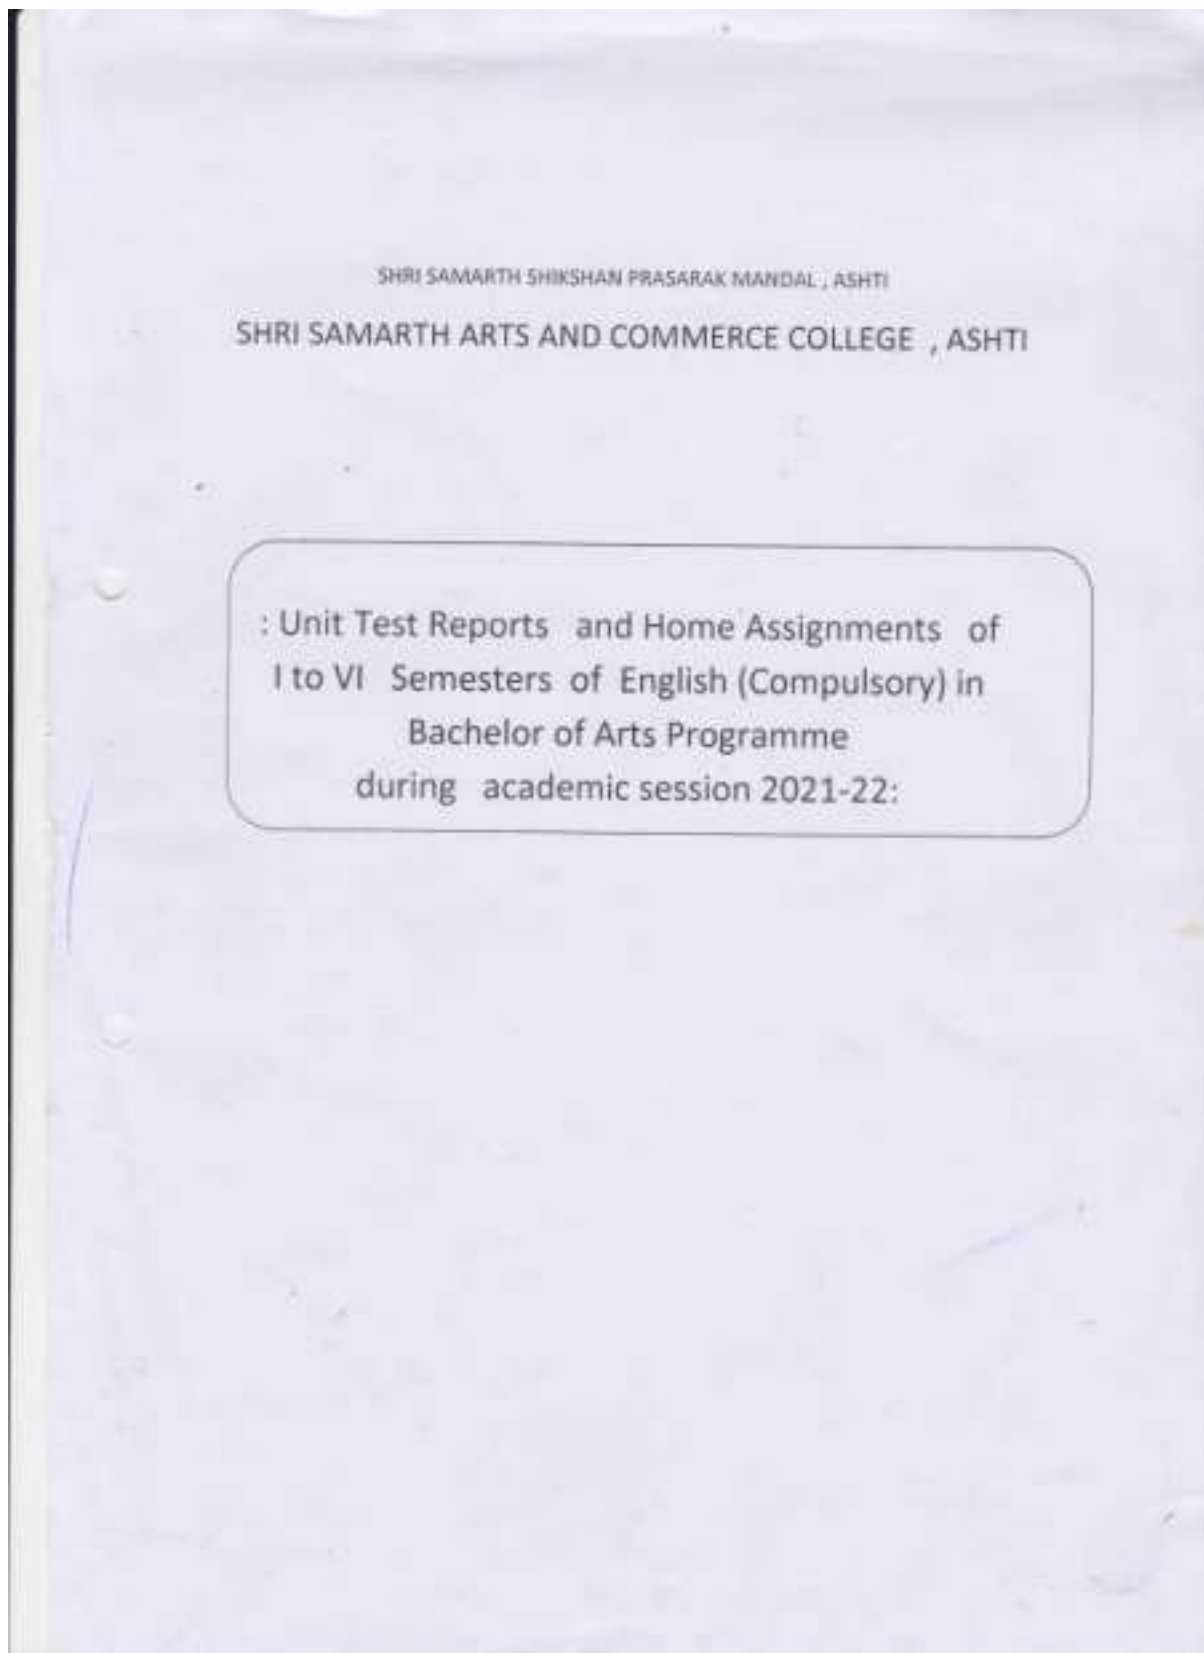 SHRI SAMARTH SHIKSHAN PRASARAK MANDAL , ASHTI
SHRI SAMARTH ARTS AND COMMERCE COLLEGE , ASHTI
: Unit Test Reports and Home Assignments of
I to VI Semesters of English (Compulsory) in
Bachelor of Arts Programme
during academic session 2021-22: